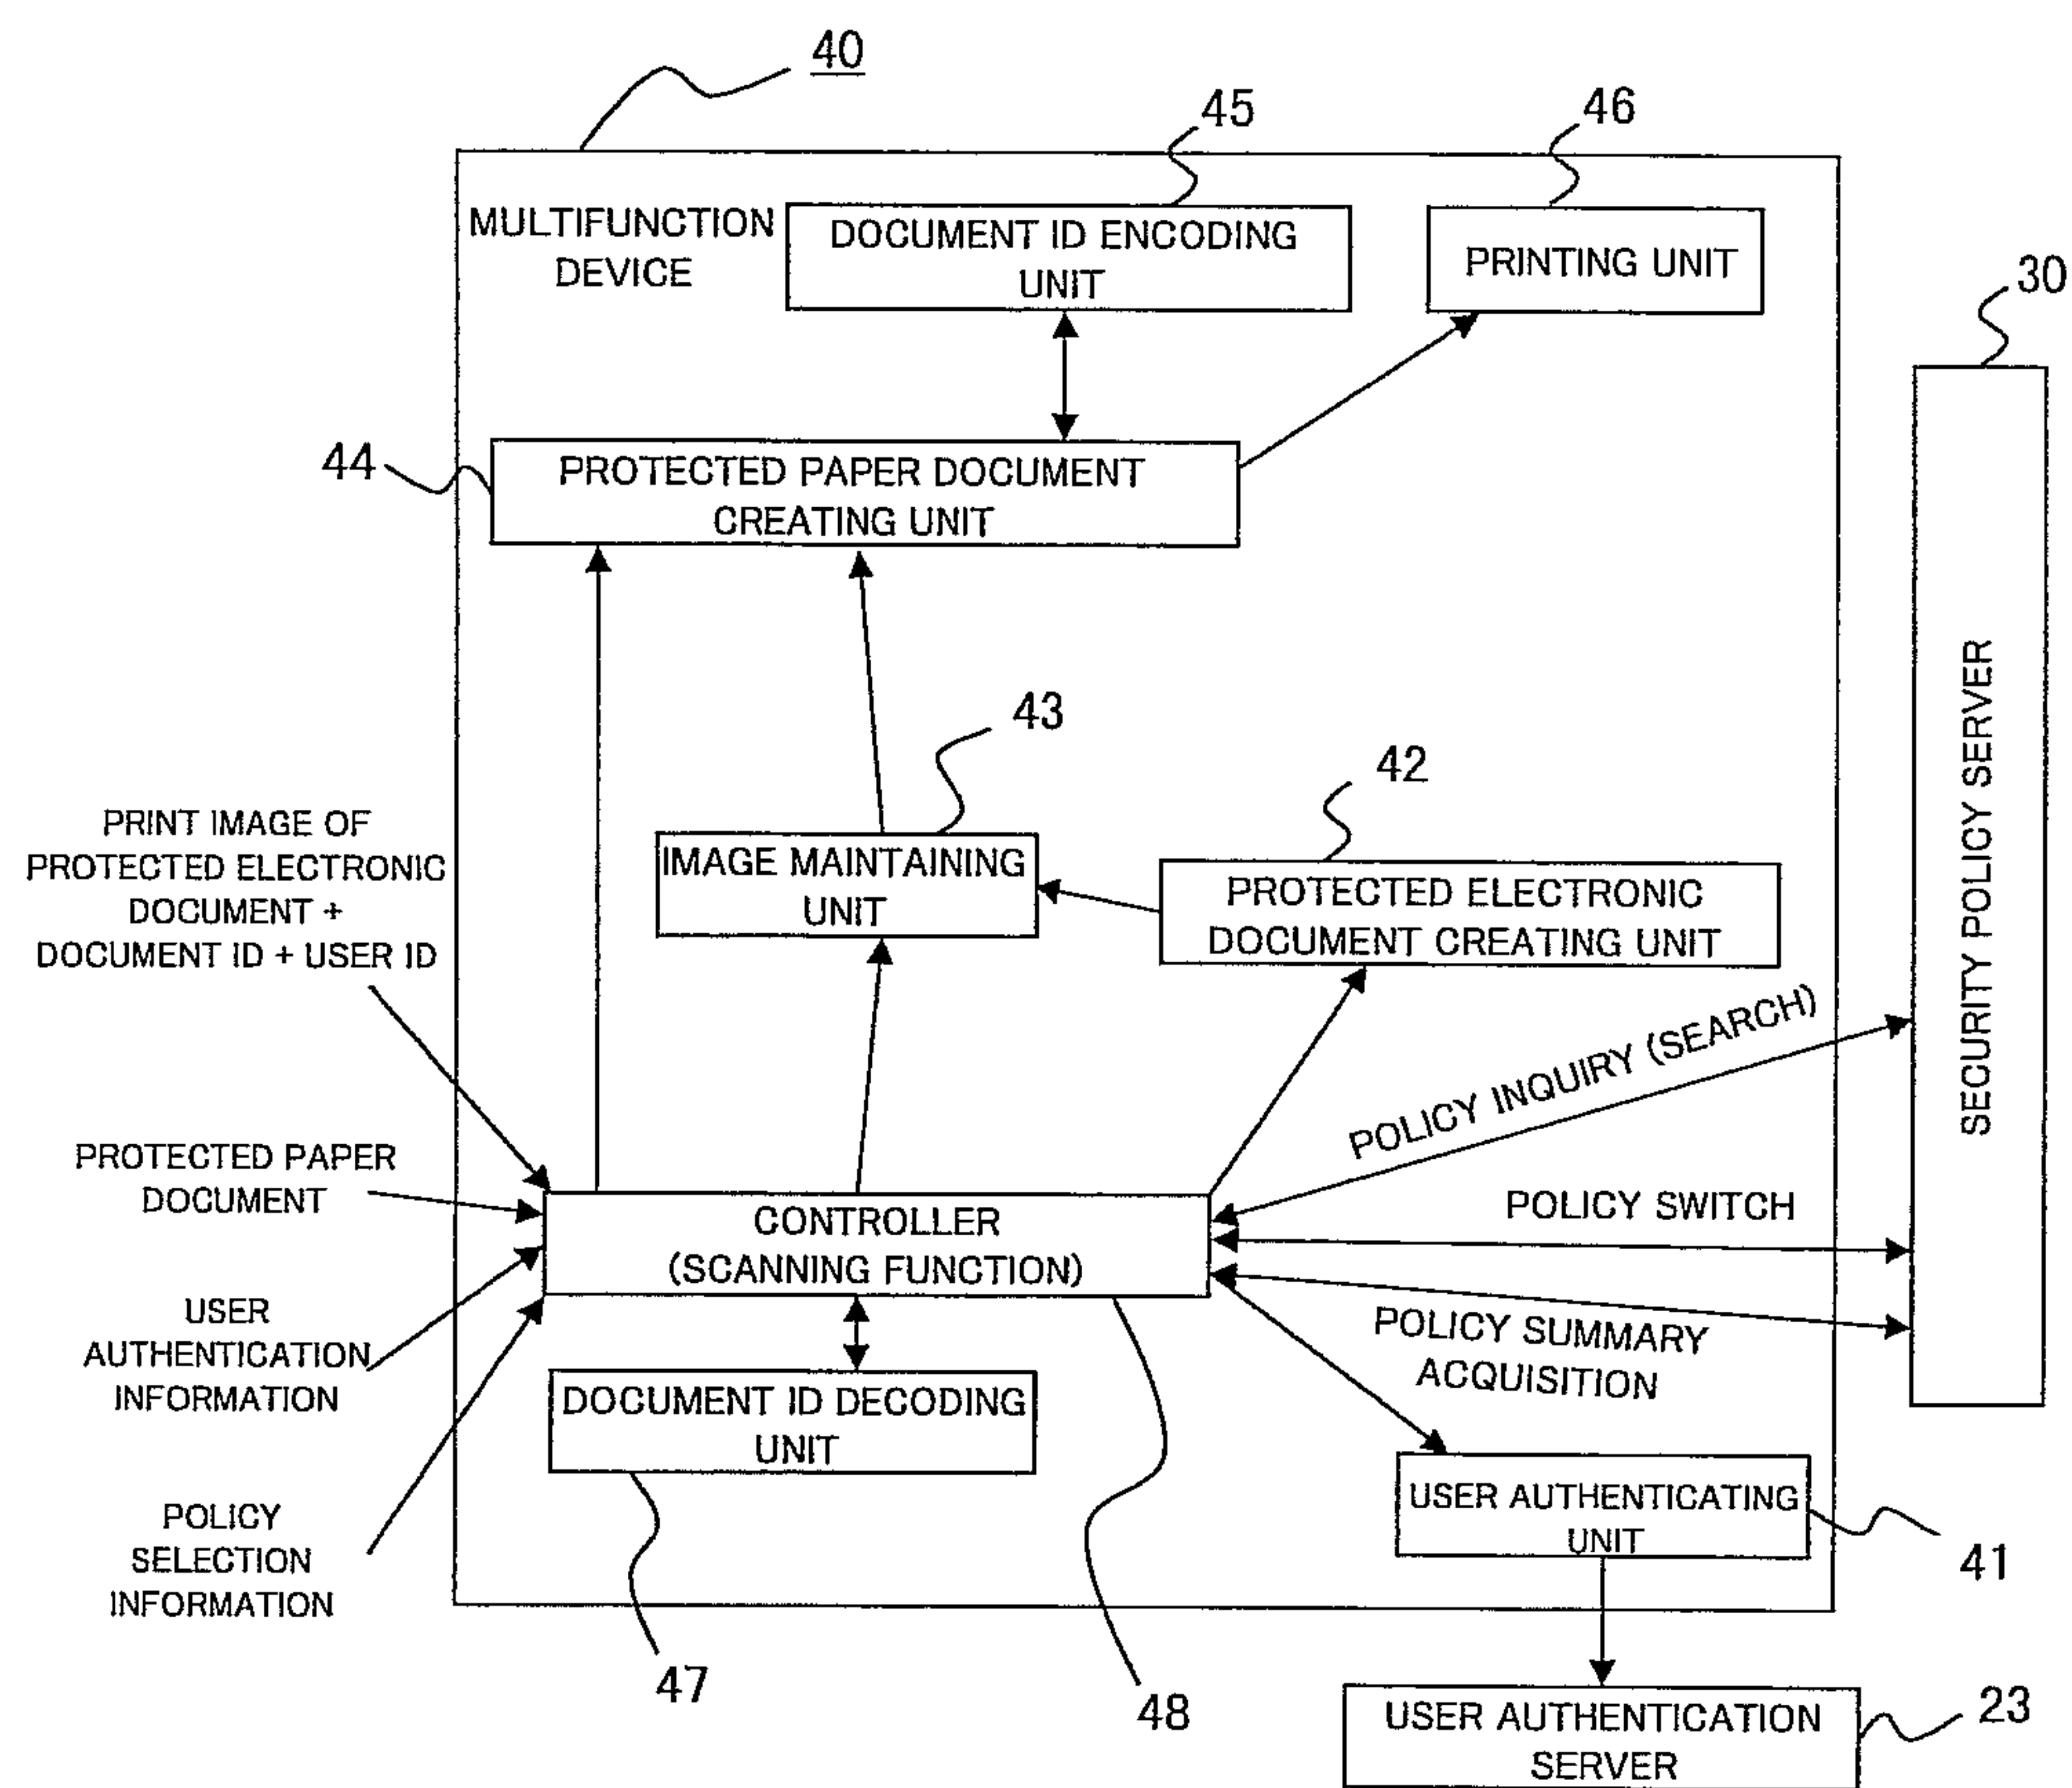 40
45
46
MULTIFUNCTION
DEVICE
DOCUMENT ID ENCODING
UNIT
PRINTING UNIT
30
44
PROTECTED PAPER DOCUMENT
CREATING UNIT
SECURITY POLICY SERVER
43
42
PRINT IMAGE OF
PROTECTED ELECTRONIC
DOCUMENT +
DOCUMENT ID + USER ID
IMAGE MAINTAINING
UNIT
PROTECTED ELECTRONIC
DOCUMENT CREATING UNIT
POLICY INQUIRY (SEARCH)
PROTECTED PAPER
DOCUMENT
CONTROLLER
(SCANNING FUNCTION)
POLICY SWITCH
USER
AUTHENTICATION
INFORMATION
POLICY SUMMARY
ACQUISITION
DOCUMENT ID DECODING
UNIT
POLICY
SELECTION
INFORMATION
USER AUTHENTICATING
UNIT
41
47
48
USER AUTHENTICATION
SERVER
23